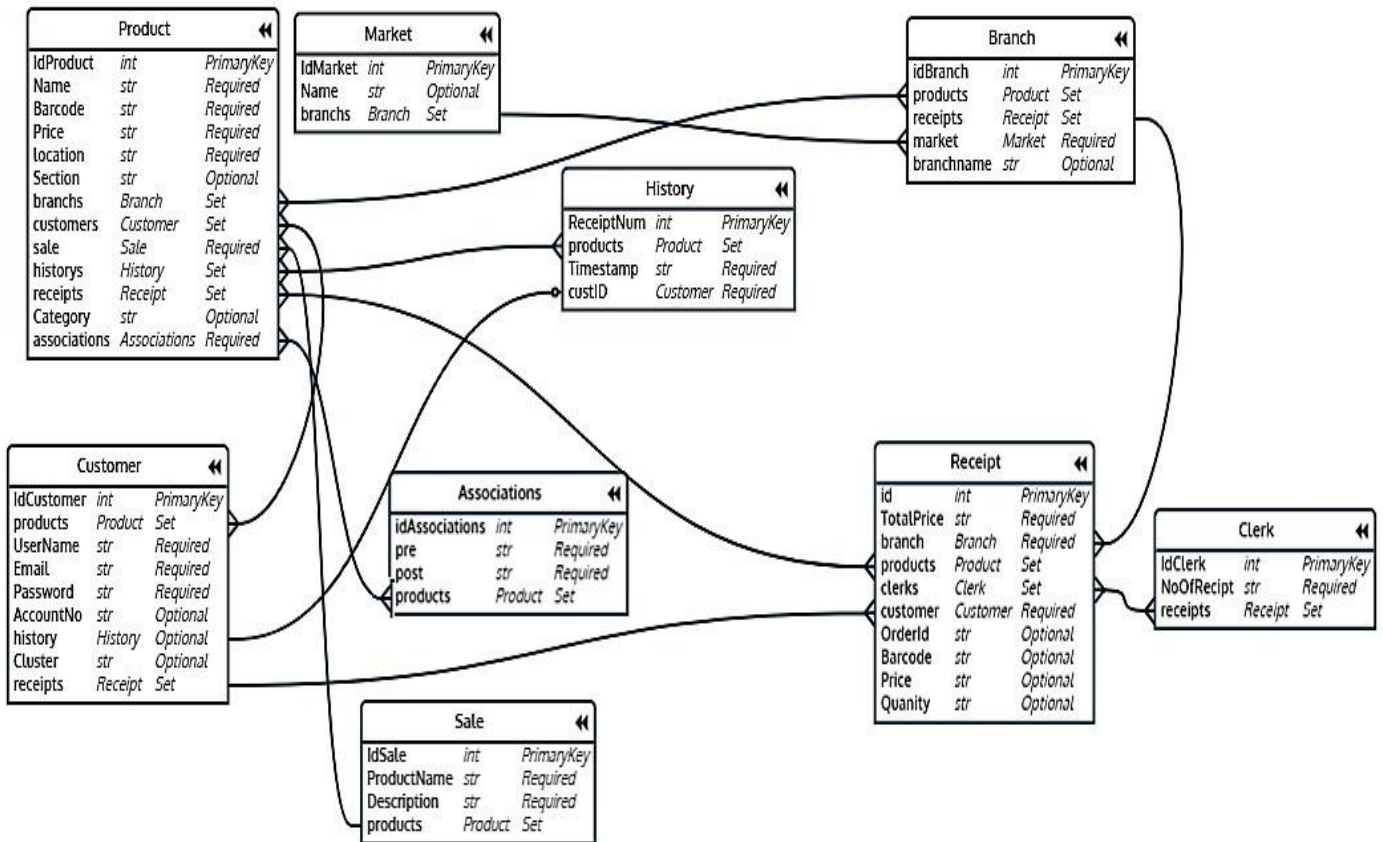 Product
IdProduct int PrimaryKey
Name str Required
Barcode str Required
Price str Required
location str Required
Section str Optional
branchs Branch Set
customers Customer Set
sale Sale Required
historys History Set
receipts Receipt Set
Category str Optional
associations Associations Required
Market
IdMarket int PrimaryKey
Name str Optional
branchs Branch Set
Branch
idBranch int PrimaryKey
products Product Set
receipts Receipt Set
market Market Required
branchname str Optional
History
ReceiptNum int PrimaryKey
products Product Set
Timestamp str Required
custID Customer Required
Customer
IdCustomer int PrimaryKey
products Product Set
UserName str Required
Email str Required
Password str Required
AccountNo str Optional
history History Optional
Cluster str Optional
receipts Receipt Set
Associations
idAssociations int PrimaryKey
pre str Required
post str Required
products Product Set
Receipt
id int PrimaryKey
TotalPrice str Required
branch Branch Required
products Product Set
clerks Clerk Set
customer Customer Required
OrderId str Optional
Barcode str Optional
Price str Optional
Quanity str Optional
Clerk
IdClerk int PrimaryKey
NoOfRecipt str Required
receipts Receipt Set
Sale
IdSale int PrimaryKey
ProductName str Required
Description str Required
products Product Set